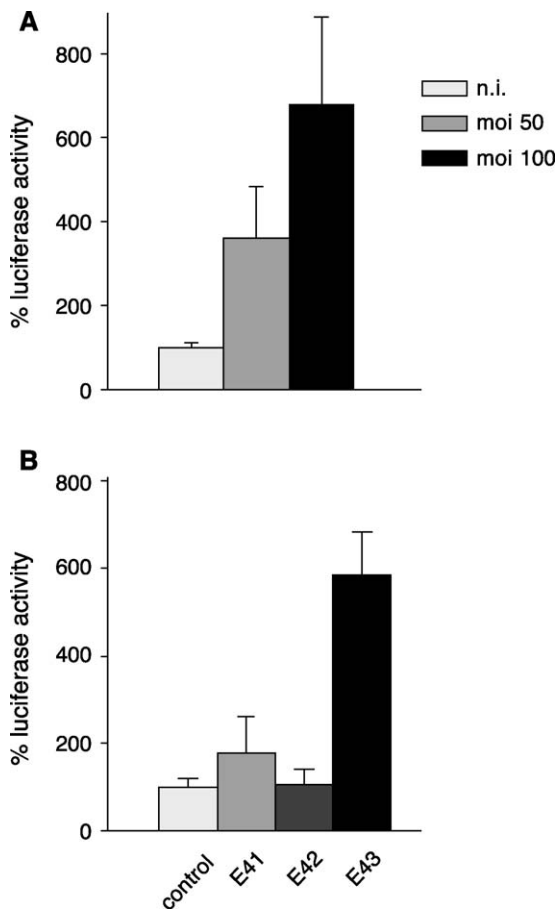 A
% luciferase activity
800
600
400
200
0
n.i.
moi 50
moi 100
B
% luciferase activity
800
600
400
200
0
control
E41
E42
E43